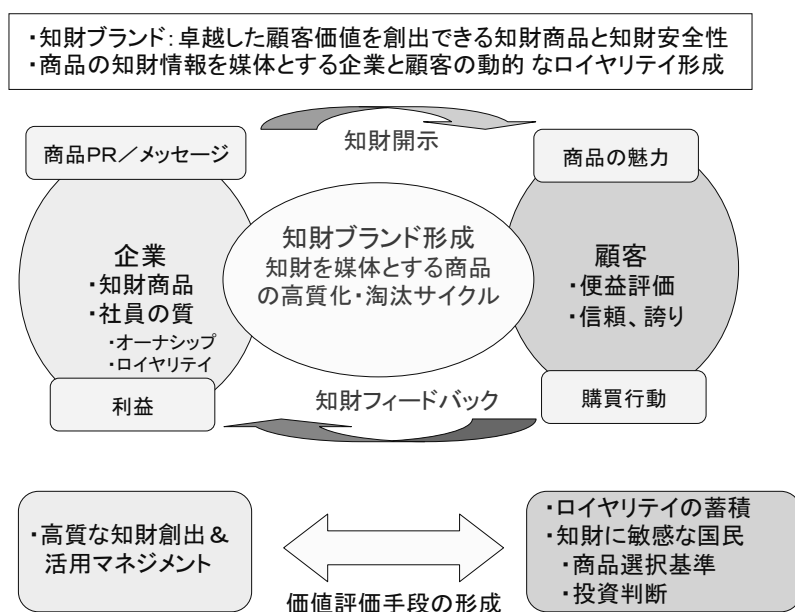 ・知財ブランド：卓越した顧客価値を創出できる知財商品と知財安全性
・商品の知財情報を媒体とする企業と顧客の動的 なロイヤリテイ形成
知財開示
商品PR／メッセージ
商品の魅力
企業
・知財商品
・社員の質
・オーナシップ
・ロイヤリテイ
知財ブランド形成
知財を媒体とする商品
の高質化・淘汰サイクル
顧客
・便益評価
・信頼、誇り
利益
知財フィードバック
購買行動
・高質な知財創出＆
活用マネジメント
価値評価手段の形成
・ロイヤリテイの蓄積
・知財に敏感な国民
・商品選択基準
・投資判断